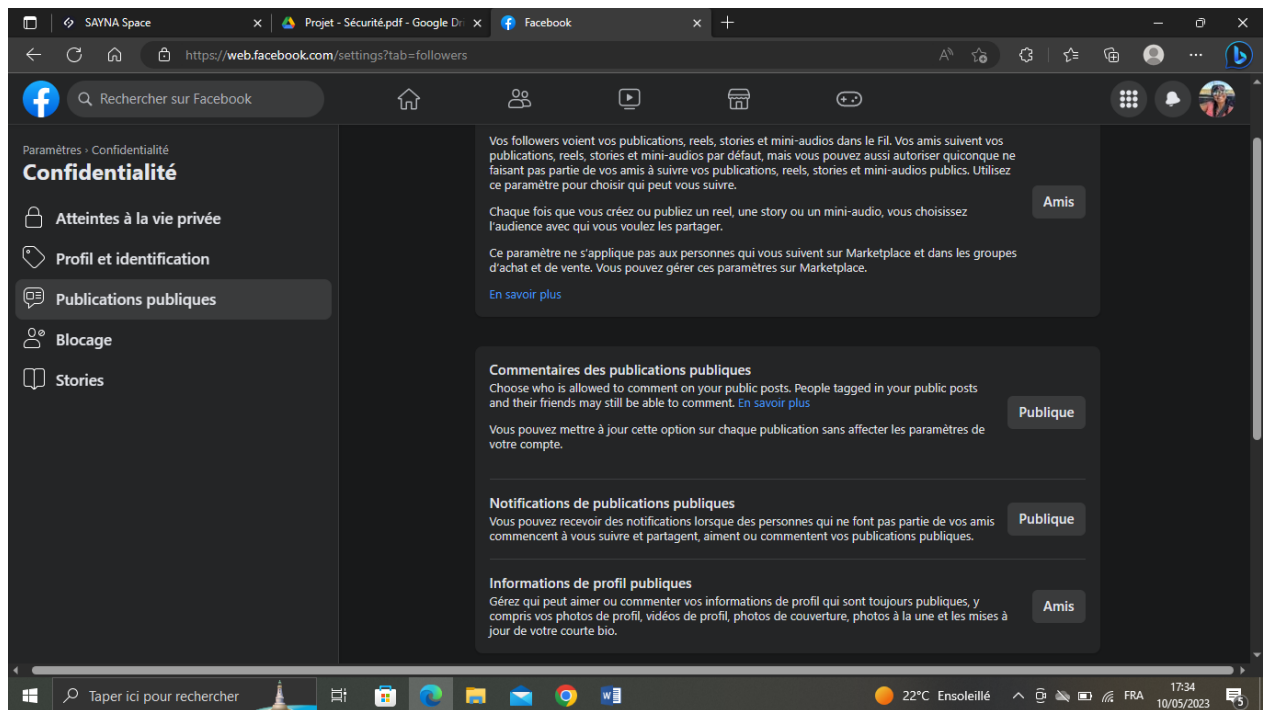 SAYNA Space
Projet - Sécurité.pdf - Google Dri
Facebook
https://web.facebook.com/settings?tab=followers
Rechercher sur Facebook
Paramètres › Confidentialité
Confidentialité
Atteintes à la vie privée
Profil et identification
Publications publiques
Blocage
Stories
Vos followers voient vos publications, reels, stories et mini-audios dans le Fil. Vos amis suivent vos
publications, reels, stories et mini-audios par défaut, mais vous pouvez aussi autoriser quiconque ne
faisant pas partie de vos amis à suivre vos publications, reels, stories et mini-audios publics. Utilisez
ce paramètre pour choisir qui peut vous suivre.
Amis
Chaque fois que vous créez ou publiez un reel, une story ou un mini-audio, vous choisissez
l'audience avec qui vous voulez les partager.
Ce paramètre ne s'applique pas aux personnes qui vous suivent sur Marketplace et dans les groupes
d'achat et de vente. Vous pouvez gérer ces paramètres sur Marketplace.
En savoir plus
Commentaires des publications publiques
Choose who is allowed to comment on your public posts. People tagged in your public posts
and their friends may still be able to comment. En savoir plus
Publique
Vous pouvez mettre à jour cette option sur chaque publication sans affecter les paramètres de
votre compte.
Notifications de publications publiques
Vous pouvez recevoir des notifications lorsque des personnes qui ne font pas partie de vos amis
commencent à vous suivre et partagent, aiment ou commentent vos publications publiques.
Publique
Informations de profil publiques
Gérez qui peut aimer ou commenter vos informations de profil qui sont toujours publiques, y
compris vos photos de profil, vidéos de profil, photos de couverture, photos à la une et les mises à
jour de votre courte bio.
Amis
Taper ici pour rechercher
22°C Ensoleillé
FRA
17:34
10/05/2023
5